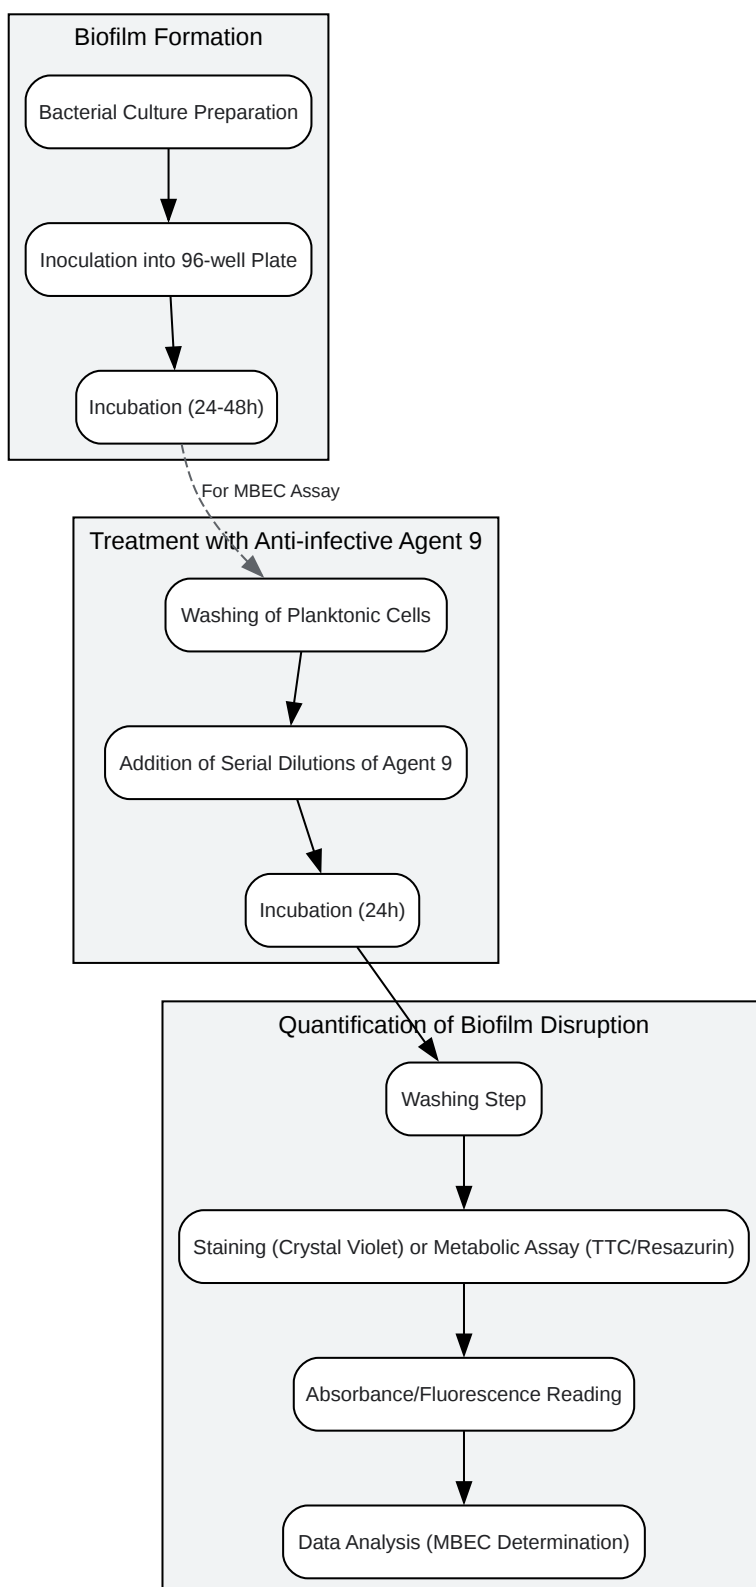 Biofilm Formation
Bacterial Culture Preparation
Inoculation into 96-well Plate
Incubation (24-48h)
For MBEC Assay
Treatment with Anti-infective Agent 9
Washing of Planktonic Cells
Addition of Serial Dilutions of Agent 9
Incubation (24h)
Quantification of Biofilm Disruption
Washing Step
Staining (Crystal Violet) or Metabolic Assay (TTC/Resazurin)
Absorbance/Fluorescence Reading
Data Analysis (MBEC Determination)